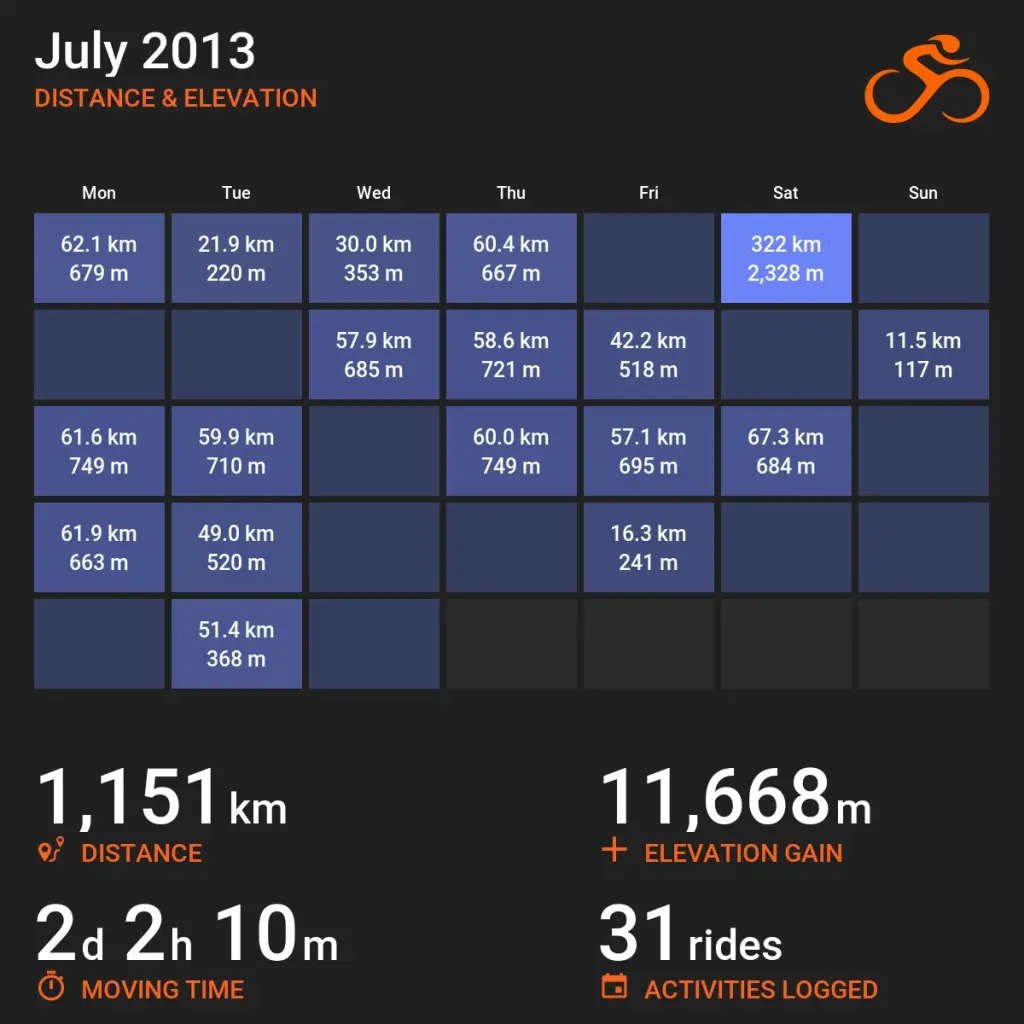 July 2013
DISTANCE & ELEVATION
Mon Tue Wed Thu Fri Sat Sun
62.1 km 21.9 km 30.0 km 60.4 km 322 km
679 m 220 m 353 m 667 m 2,328 m
57.9 km 58.6 km 42.2 km 11.5 km
685 m 721 m 518 m 117 m
61.6 km 59.9 km 60.0 km 57.1 km 67.3 km
749 m 710 m 749 m 695 m 684 m
61.9 km 49.0 km 16.3 km
663 m 520 m 241 m
51.4 km
368 m
1,151 km 11,668 m
DISTANCE ELEVATION GAIN
2d 2h 10m 31 rides
MOVING TIME ACTIVITIES LOGGED